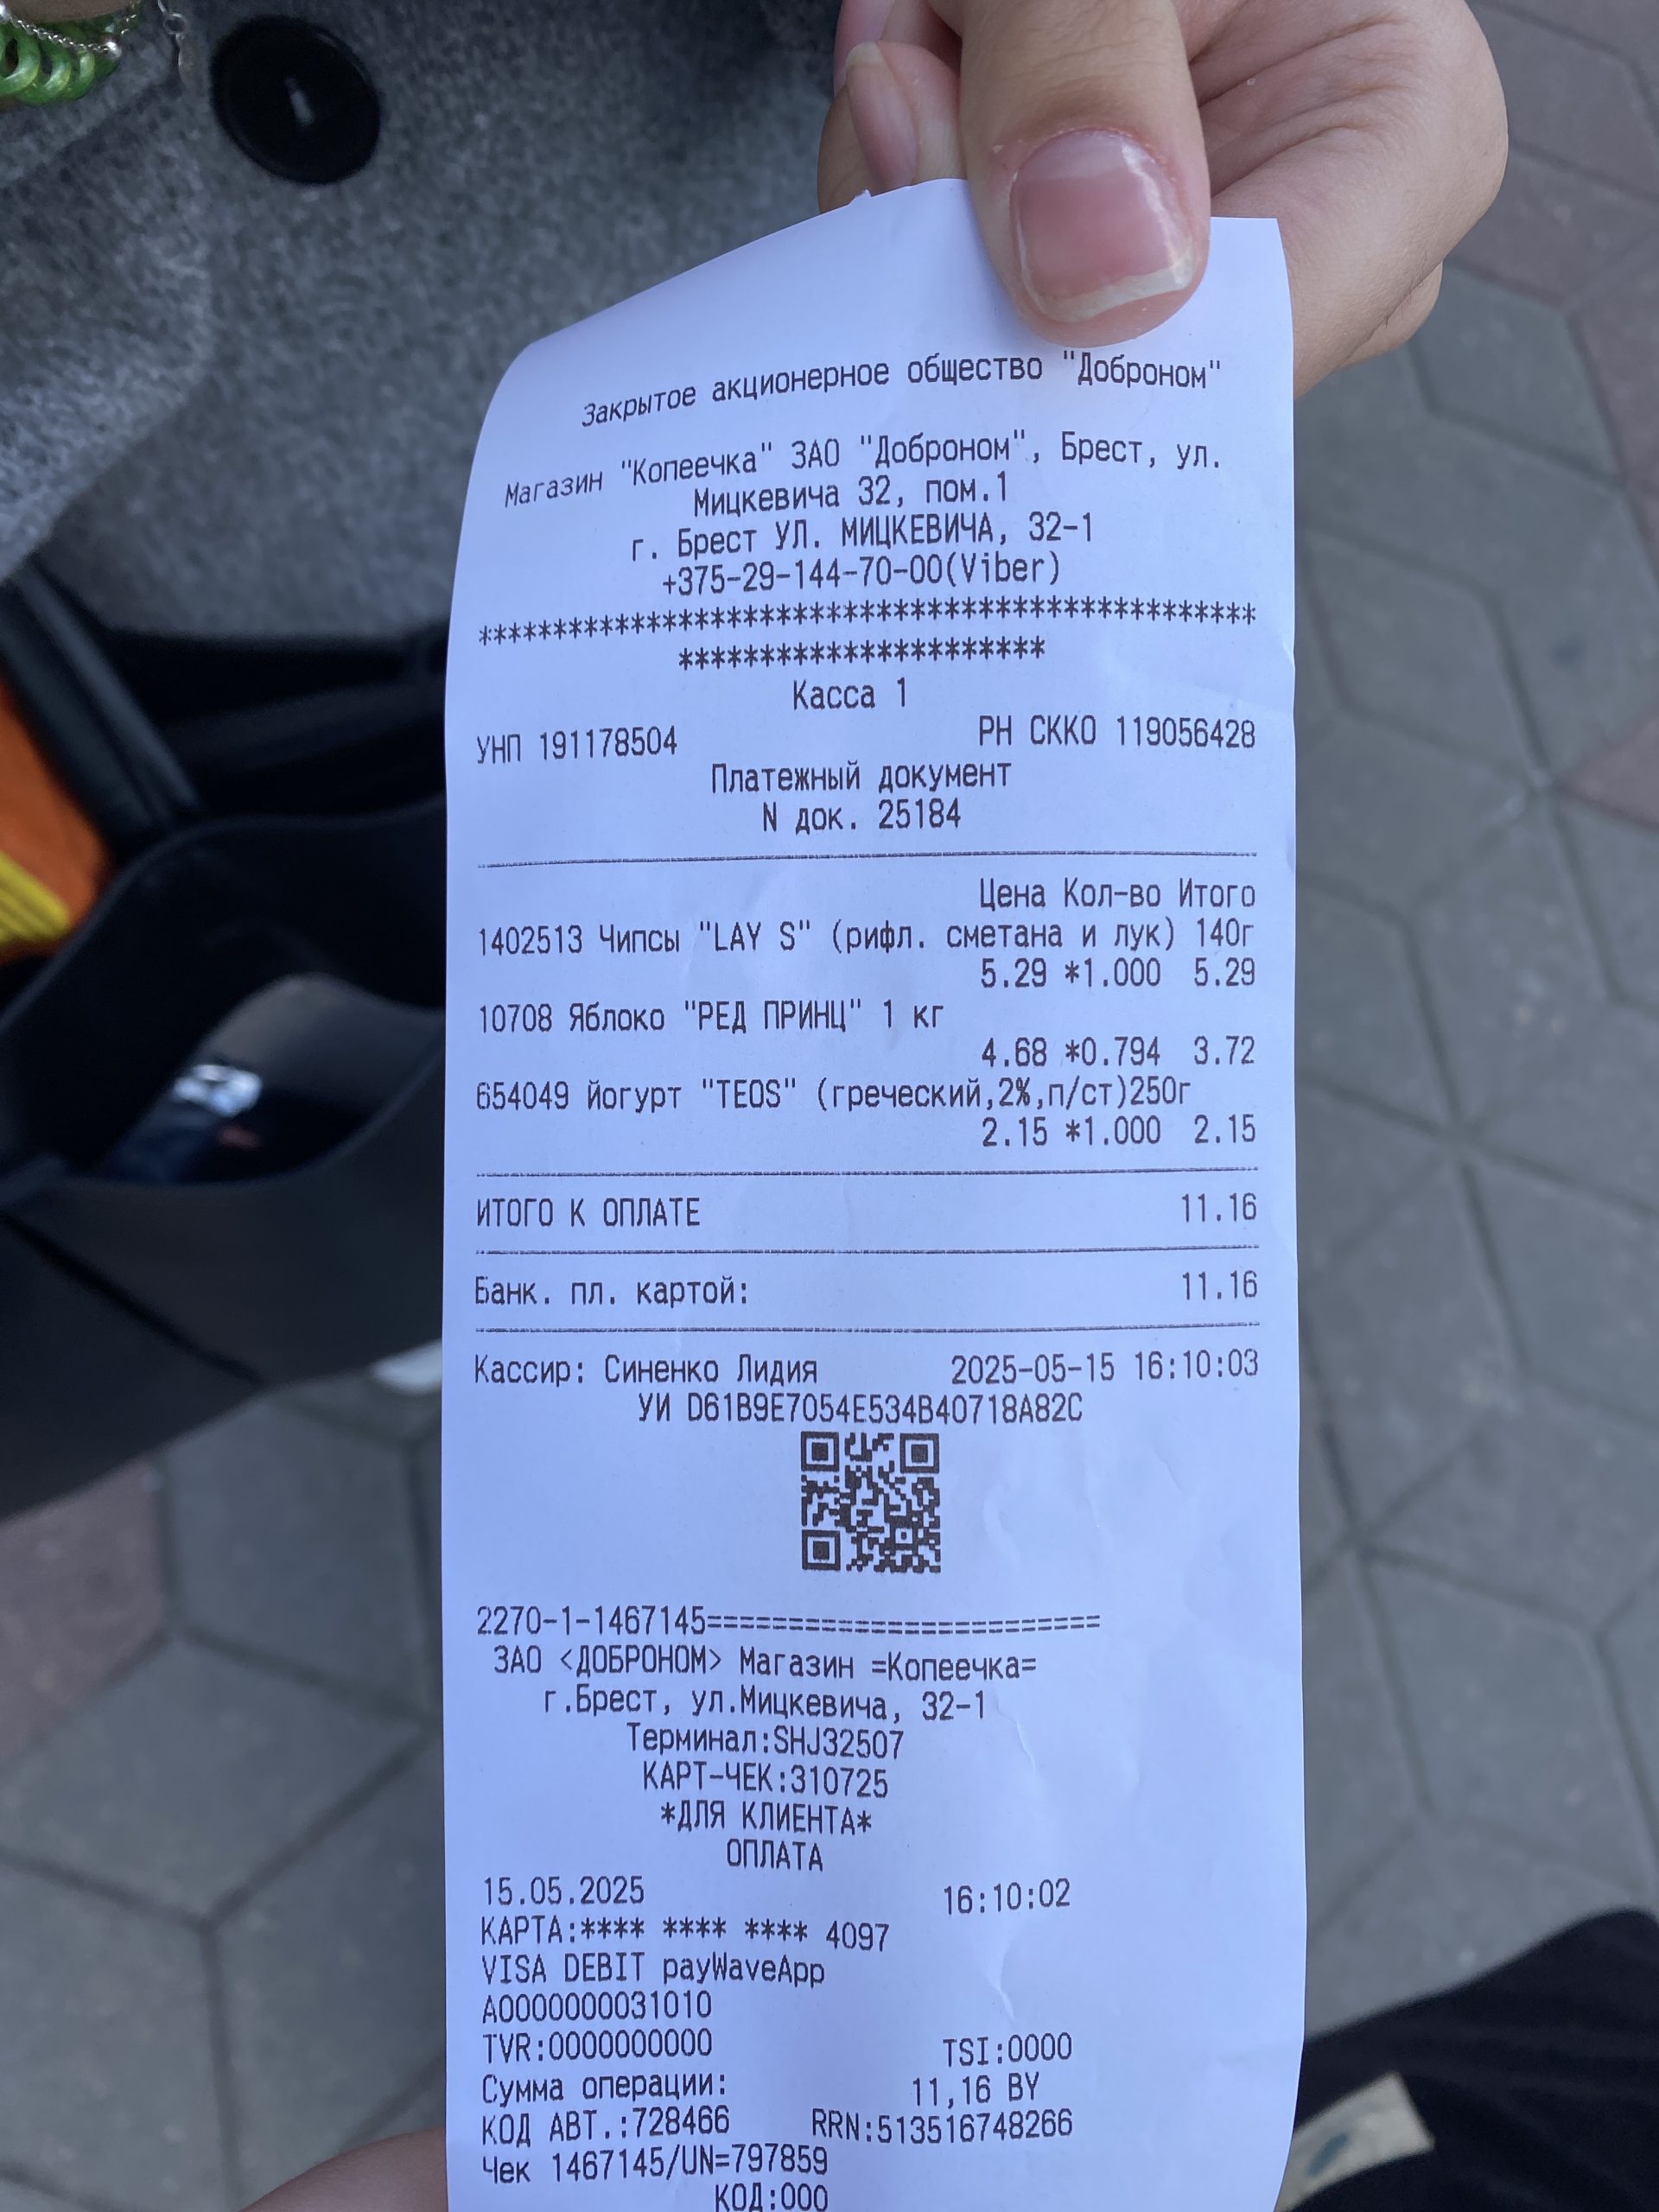 Закрытое акционерное общество "Доброном"
Магазин "Копеечка" ЗАО "Доброном", Брест, ул.
Мицкевича 32, пом.1
г. Брест УЛ. МИЦКЕВИЧА, 32-1
+375-29-144-70-00(Viber)
************************************************
**********************
Касса 1
УНП 191178504 РН СККО 119056428
Платежный документ
N док. 25184
Цена Кол-во Итого
1402513 Чипсы "LAY S" (рифл. сметана и лук) 140г
5.29 *1.000 5.29
10708 Яблоко "РЕД ПРИНЦ" 1 кг
4.68 *0.794 3.72
654049 йогурт "TEOS" (греческий,2%,п/ст)250г
2.15 *1.000 2.15
ИТОГО К ОПЛАТЕ 11.16
Банк. пл. картой: 11.16
Кассир: Синенко Лидия 2025-05-15 16:10:03
УИ D61B9E7054E534B40718A82C
2270-1-1467145========================
ЗАО <ДОБРОНОМ> Магазин =Копеечка=
г.Брест, ул.Мицкевича, 32-1
Терминал:SHJ32507
КАРТ-ЧЕК:310725
*ДЛЯ КЛИЕНТА*
ОПЛАТА
15.05.2025 16:10:02
КАРТА:**** **** **** 4097
VISA DEBIT payWaveApp
A0000000031010
TVR:0000000000 TSI:0000
Сумма операции: 11,16 BY
КОД АВТ.:728466 RRN:513516748266
Чек 1467145/UN=797859
КОД:000